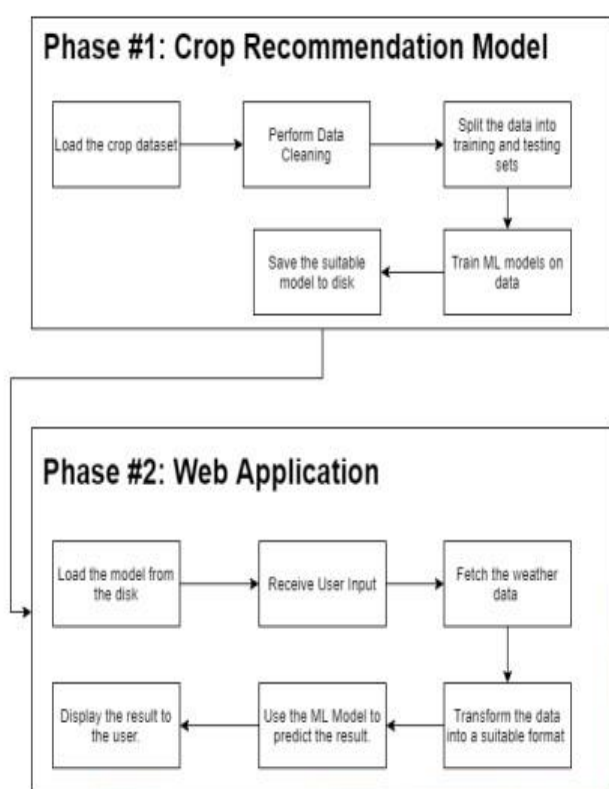 Phase #1: Crop Recommendation Model
Load the crop dataset
Perform Data
Cleaning
Split the data into
training and testing
sets
Train ML models on
data
Save the suitable
model to disk
Phase #2: Web Application
Load the model from
the disk
Receive User Input
Fetch the weather
data
Transform the data
into a suitable format
Use the ML Model to
predict the result.
Display the result to
the user.